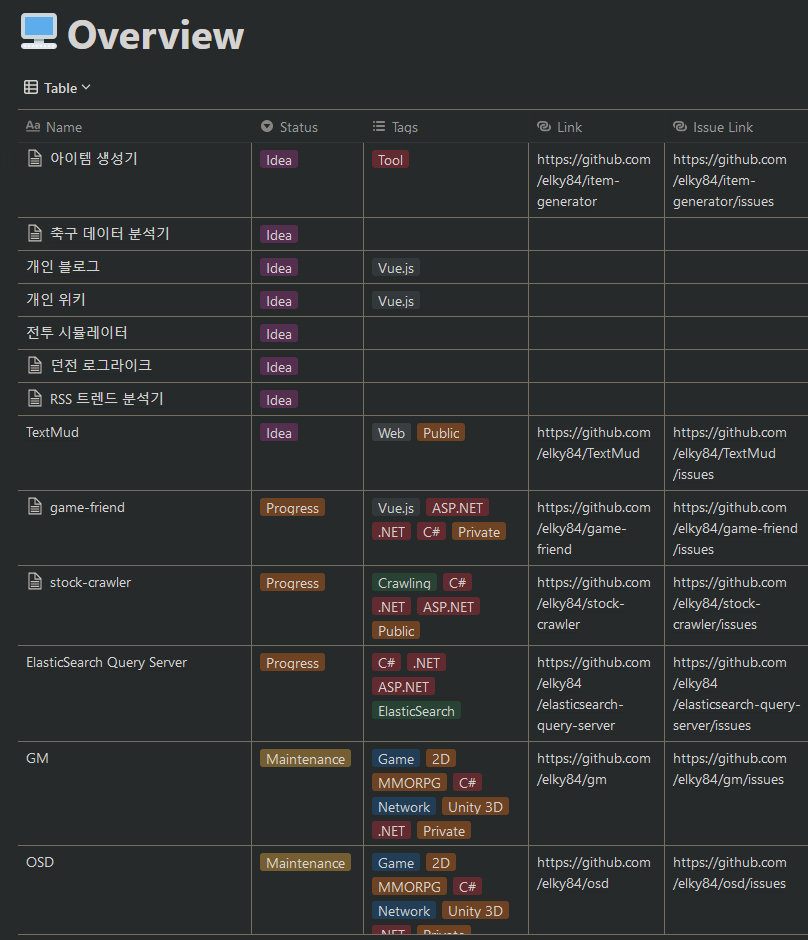 Overview
Table
Aa Name Status Tags Link Issue Link
아이템 생성기 Idea Tool https://github.com https://github.com
/elky84/item- /elky84/item-
generator generator/issues
축구 데이터 분석기 Idea
개인 블로그 Idea Vue.js
개인 위키 Idea Vue.js
전투 시뮬레이터 Idea
던전 로그라이크 Idea
RSS 트렌드 분석기 Idea
TextMud Idea Web Public https://github.com https://github.com
/elky84/TextMud /elky84/TextMud
/issues
game-friend Progress Vue.js ASP.NET https://github.com https://github.com
.NET C# Private /elky84/game- /elky84/game-friend
friend /issues
stock-crawler Progress Crawling C# https://github.com https://github.com
.NET ASP.NET /elky84/stock- /elky84/stock-
Public crawler crawler/issues
ElasticSearch Query Server Progress C# .NET https://github.com https://github.com
ASP.NET /elky84 /elky84
ElasticSearch /elasticsearch- /elasticsearch-query-
query-server server/issues
GM Maintenance Game 2D https://github.com https://github.com
MMORPG C# /elky84/gm /elky84/gm/issues
Network Unity 3D
.NET Private
OSD Maintenance Game 2D https://github.com https://github.com
MMORPG C# /elky84/osd /elky84/osd/issues
Network Unity 3D
.NET Private